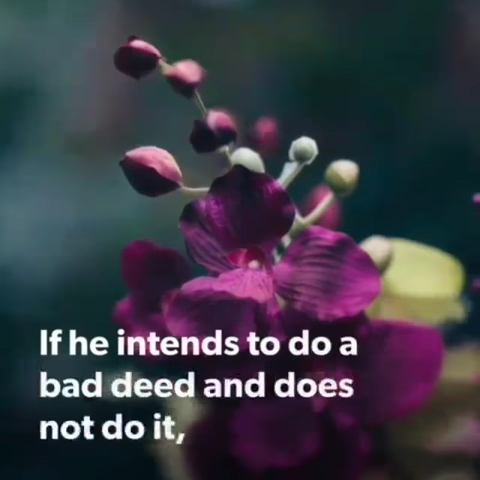 If he intends to do a
bad deed and does
not do it,